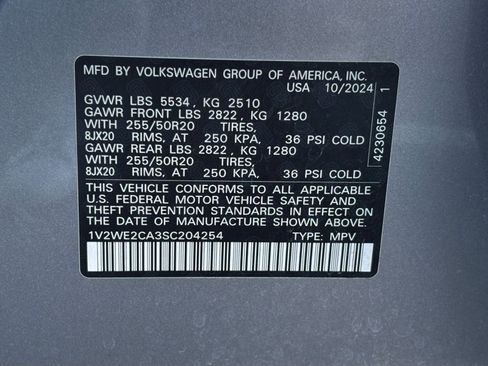 MFD BY VOLKSWAGEN GROUP OF AMERICA, INC.
USA 10/2024
GVWR LBS 5534 , KG 2510
GAWR FRONT LBS 2822 , KG 1280
WITH 255/50R20 TIRES,
8JX20 RIMS, AT 250 KPA, 36 PSI COLD
GAWR REAR LBS 2822 , KG 1280
WITH 255/50R20 TIRES,
8JX20 RIMS, AT 250 KPA, 36 PSI COLD
THIS VEHICLE CONFORMS TO ALL APPLICABLE
U.S. FEDERAL MOTOR VEHICLE SAFETY AND
THEFT PREVENTION STANDARDS IN EFFECT
ON THE DATE OF MANUFACTURE SHOWN ABOVE.
1V2WE2CA3SC204254 TYPE: MPV
4230654 1